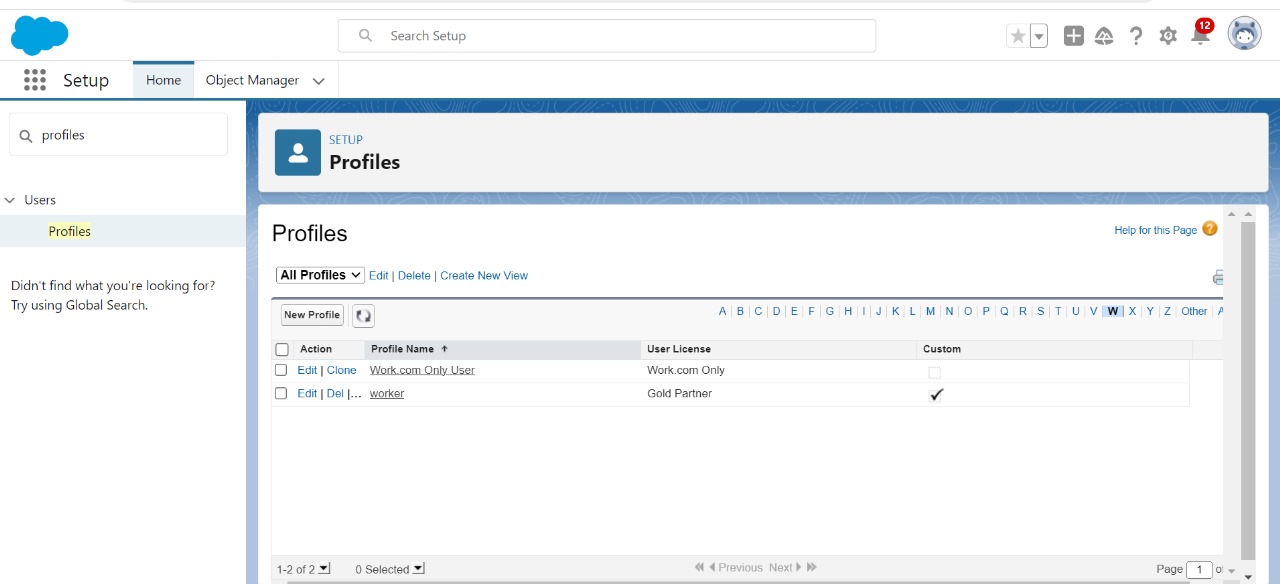 Search Setup
12
Setup
Home
Object Manager
profiles
Users
Profiles
Didn't find what you're looking for?
Try using Global Search.
SETUP
Profiles
Profiles
Help for this Page ?
All Profiles Edit | Delete | Create New View
New Profile
A | B | C | D | E | F | G | H | I | J | K | L | M | N | O | P | Q | R | S | T | U | V | W | X | Y | Z | Other
Action Profile Name User License Custom
Edit | Clone Work.com Only User Work.com Only
Edit | Del |... worker Gold Partner
1-2 of 2 0 Selected Previous Next Page 1